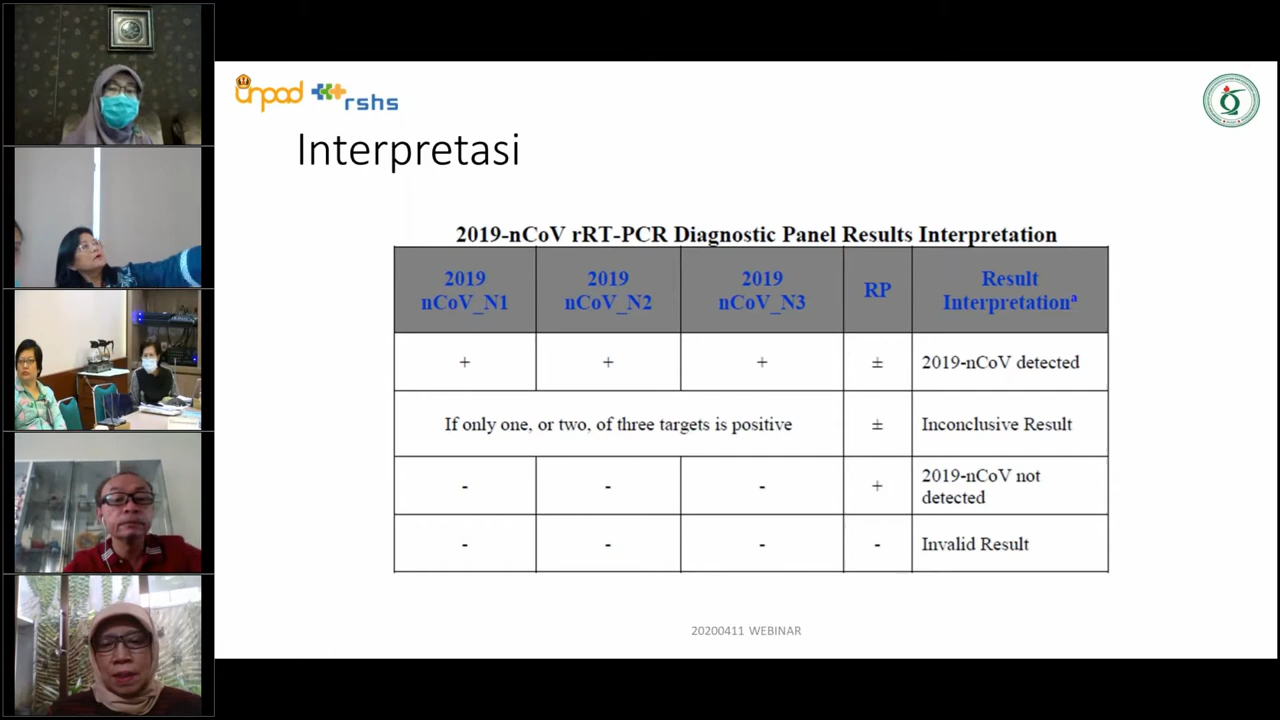 unpad
rshs
Interpretasi
2019-nCoV rRT-PCR Diagnostic Panel Results Interpretation
2019 nCoV_N1
2019 nCoV_N2
2019 nCoV_N3
RP
Result Interpretationᵃ
+ + + ± 2019-nCoV detected
If only one, or two, of three targets is positive ± Inconclusive Result
- - - + 2019-nCoV not detected
- - - - Invalid Result
20200411 WEBINAR